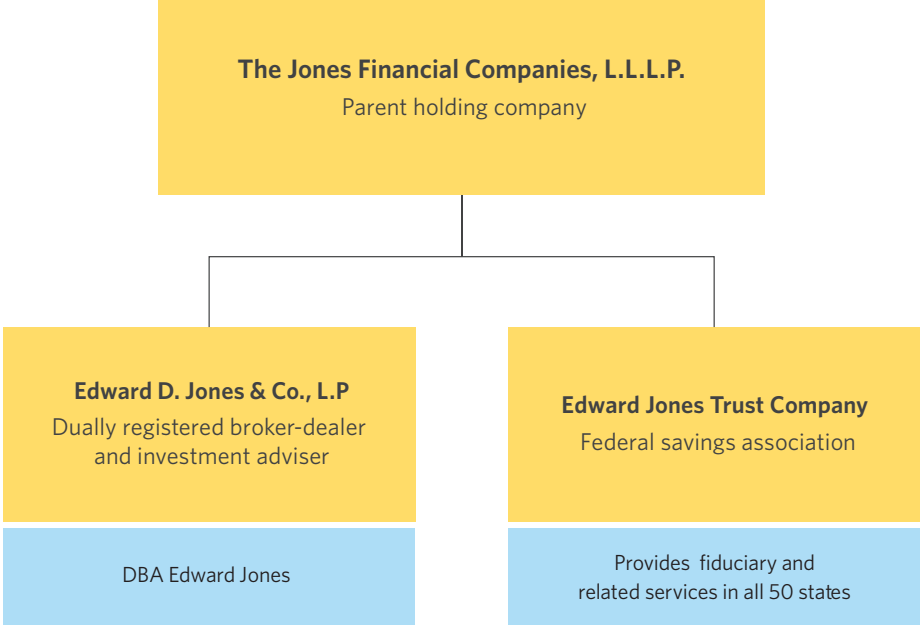 The Jones Financial Companies, L.L.L.P.
Parent holding company
Edward D. Jones & Co., L.P
Dually registered broker-dealer
and investment adviser
DBA Edward Jones
Edward Jones Trust Company
Federal savings association
Provides fiduciary and
related services in all 50 states